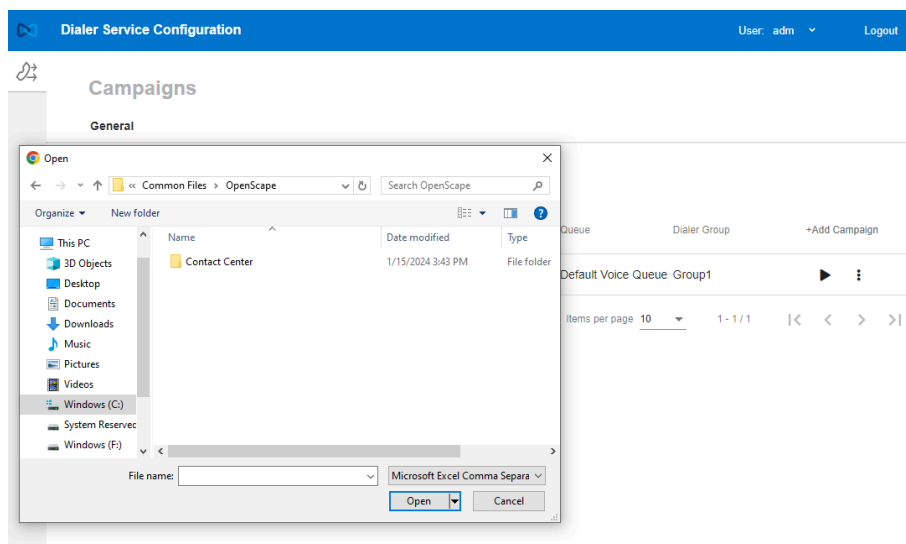 Dialer Service Configuration User: adm Logout
Campaigns
General
Open
« Common Files › OpenScape Search OpenScape
Organize New folder
Name Date modified Type
Contact Center 1/15/2024 3:43 PM File folder
This PC
3D Objects
Desktop
Documents
Downloads
Music
Pictures
Videos
Windows (C:)
System Reserved
Windows (F:)
File name: Microsoft Excel Comma Separa
Open Cancel
Queue Dialer Group +Add Campaign
Default Voice Queue Group1
Items per page 10 1 - 1 / 1